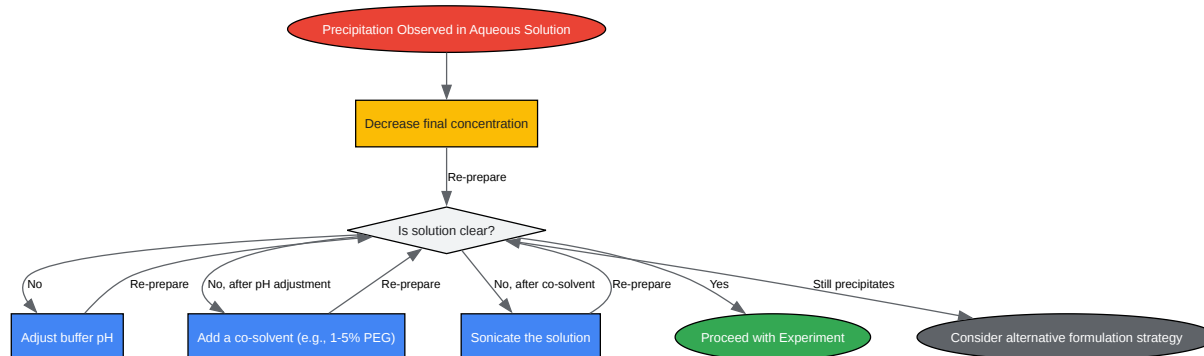 Precipitation Observed in Aqueous Solution
Decrease final concentration
Re-prepare
Is solution clear?
No
Re-prepare
No, after pH adjustment
Re-prepare
No, after co-solvent
Re-prepare
Yes
Still precipitates
Adjust buffer pH
Add a co-solvent (e.g., 1-5% PEG)
Sonicate the solution
Proceed with Experiment
Consider alternative formulation strategy